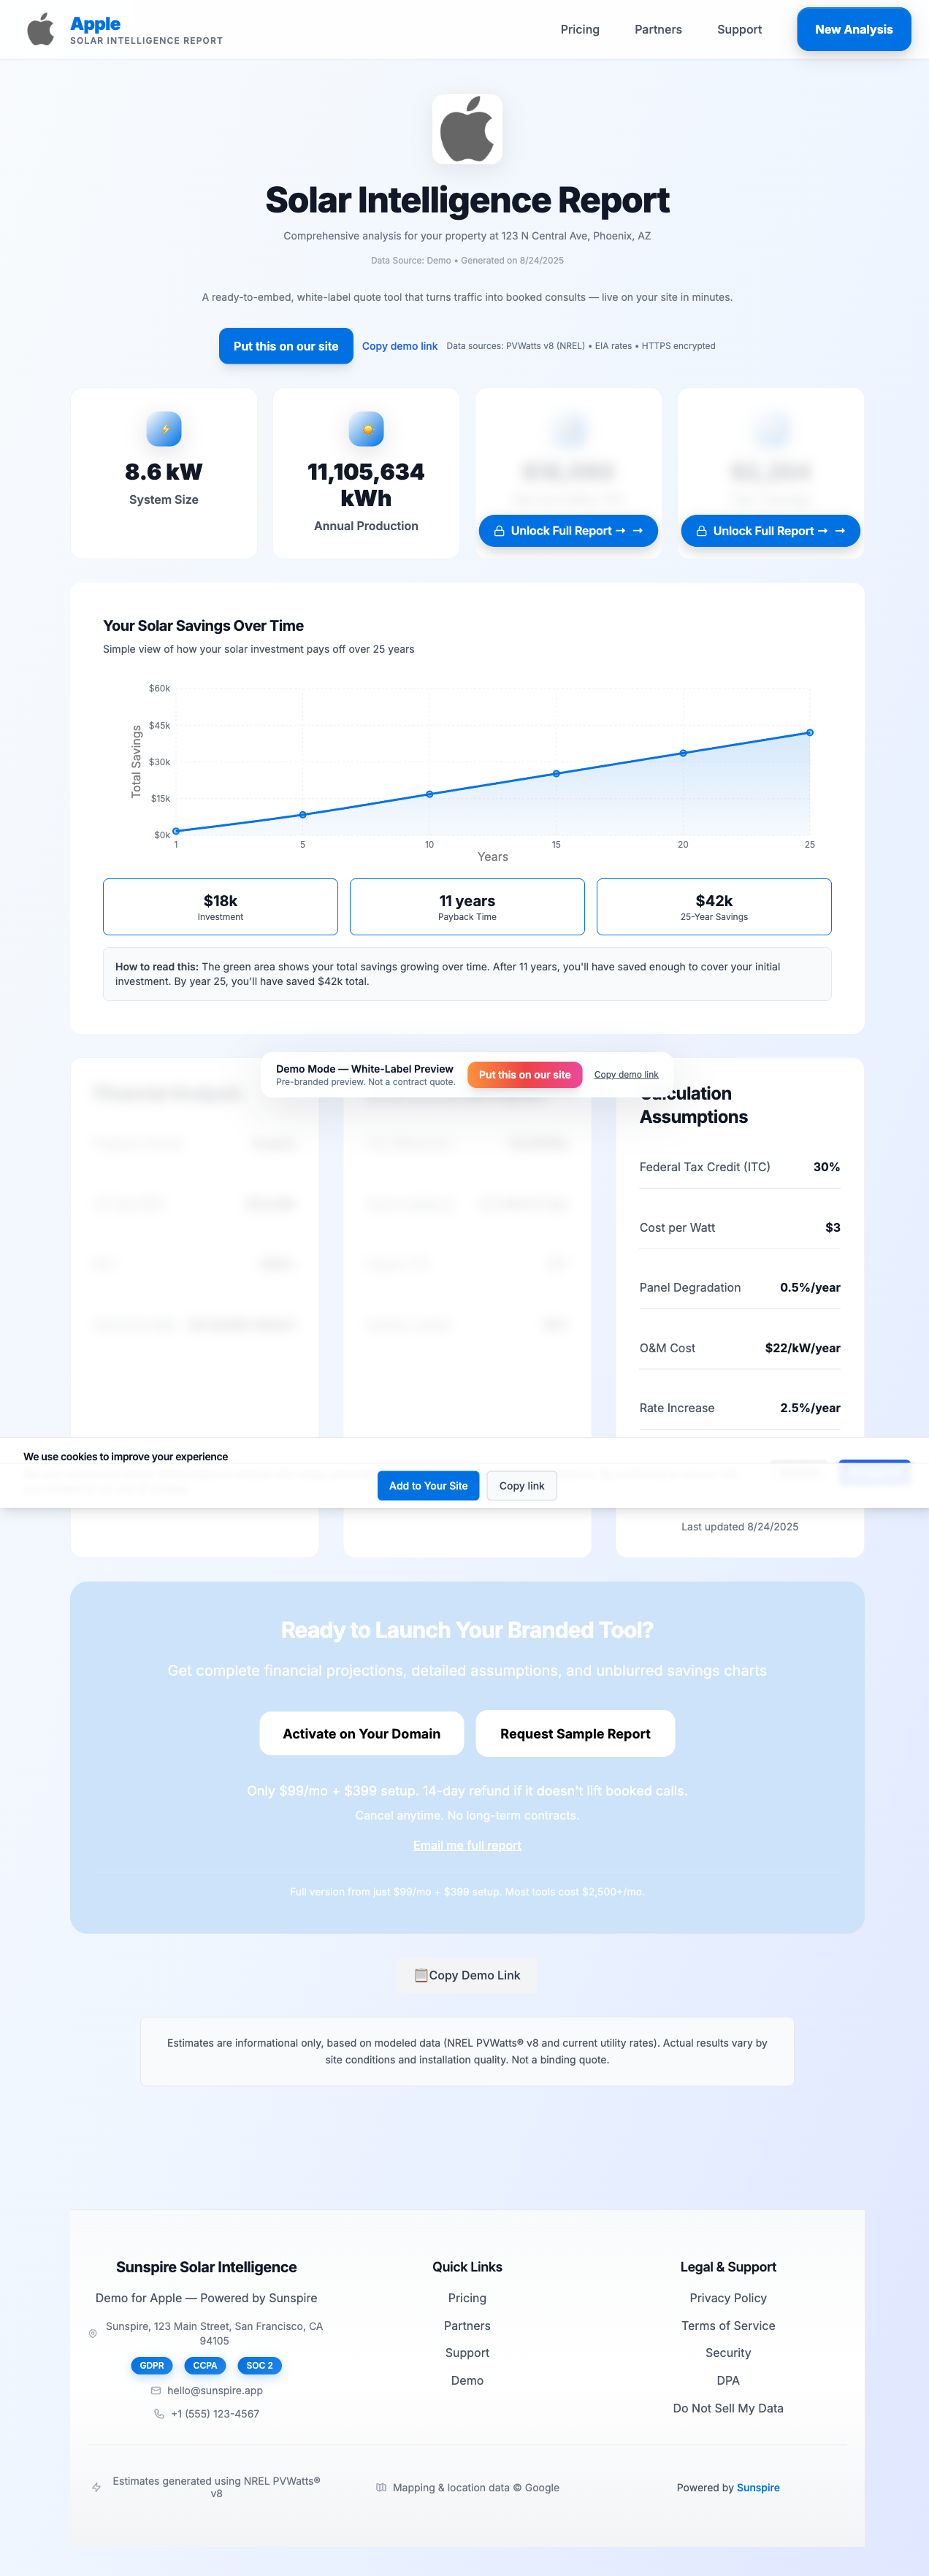 Apple
SOLAR INTELLIGENCE REPORT
Pricing
Partners
Support
New Analysis
Solar Intelligence Report
Comprehensive analysis for your property at 123 N Central Ave, Phoenix, AZ
Data Source: Demo • Generated on 8/24/2025
A ready-to-embed, white-label quote tool that turns traffic into booked consults — live on your site in minutes.
Put this on our site
Copy demo link
Data sources: PVWatts v8 (NREL) • EIA rates • HTTPS encrypted
8.6 kW
System Size
11,105,634
kWh
Annual Production
Unlock Full Report → →
Unlock Full Report → →
Your Solar Savings Over Time
Simple view of how your solar investment pays off over 25 years
Total Savings
$60k
$45k
$30k
$15k
$0k
1
5
10
15
20
25
Years
$18k
Investment
11 years
Payback Time
$42k
25-Year Savings
How to read this: The green area shows your total savings growing over time. After 11 years, you'll have saved enough to cover your initial
investment. By year 25, you'll have saved $42k total.
Demo Mode — White-Label Preview
Pre-branded preview. Not a contract quote.
Put this on our site
Copy demo link
Calculation
Assumptions
Federal Tax Credit (ITC) 30%
Cost per Watt $3
Panel Degradation 0.5%/year
O&M Cost $22/kW/year
Rate Increase 2.5%/year
We use cookies to improve your experience
Add to Your Site
Copy link
Last updated 8/24/2025
Ready to Launch Your Branded Tool?
Get complete financial projections, detailed assumptions, and unblurred savings charts
Activate on Your Domain
Request Sample Report
Only $99/mo + $399 setup. 14-day refund if it doesn't lift booked calls.
Cancel anytime. No long-term contracts.
Email me full report
Full version from just $99/mo + $399 setup. Most tools cost $2,500+/mo.
Copy Demo Link
Estimates are informational only, based on modeled data (NREL PVWatts® v8 and current utility rates). Actual results vary by
site conditions and installation quality. Not a binding quote.
Sunspire Solar Intelligence
Demo for Apple — Powered by Sunspire
Sunspire, 123 Main Street, San Francisco, CA
94105
GDPR
CCPA
SOC 2
hello@sunspire.app
+1 (555) 123-4567
Quick Links
Pricing
Partners
Support
Demo
Legal & Support
Privacy Policy
Terms of Service
Security
DPA
Do Not Sell My Data
Estimates generated using NREL PVWatts®
v8
Mapping & location data © Google
Powered by Sunspire